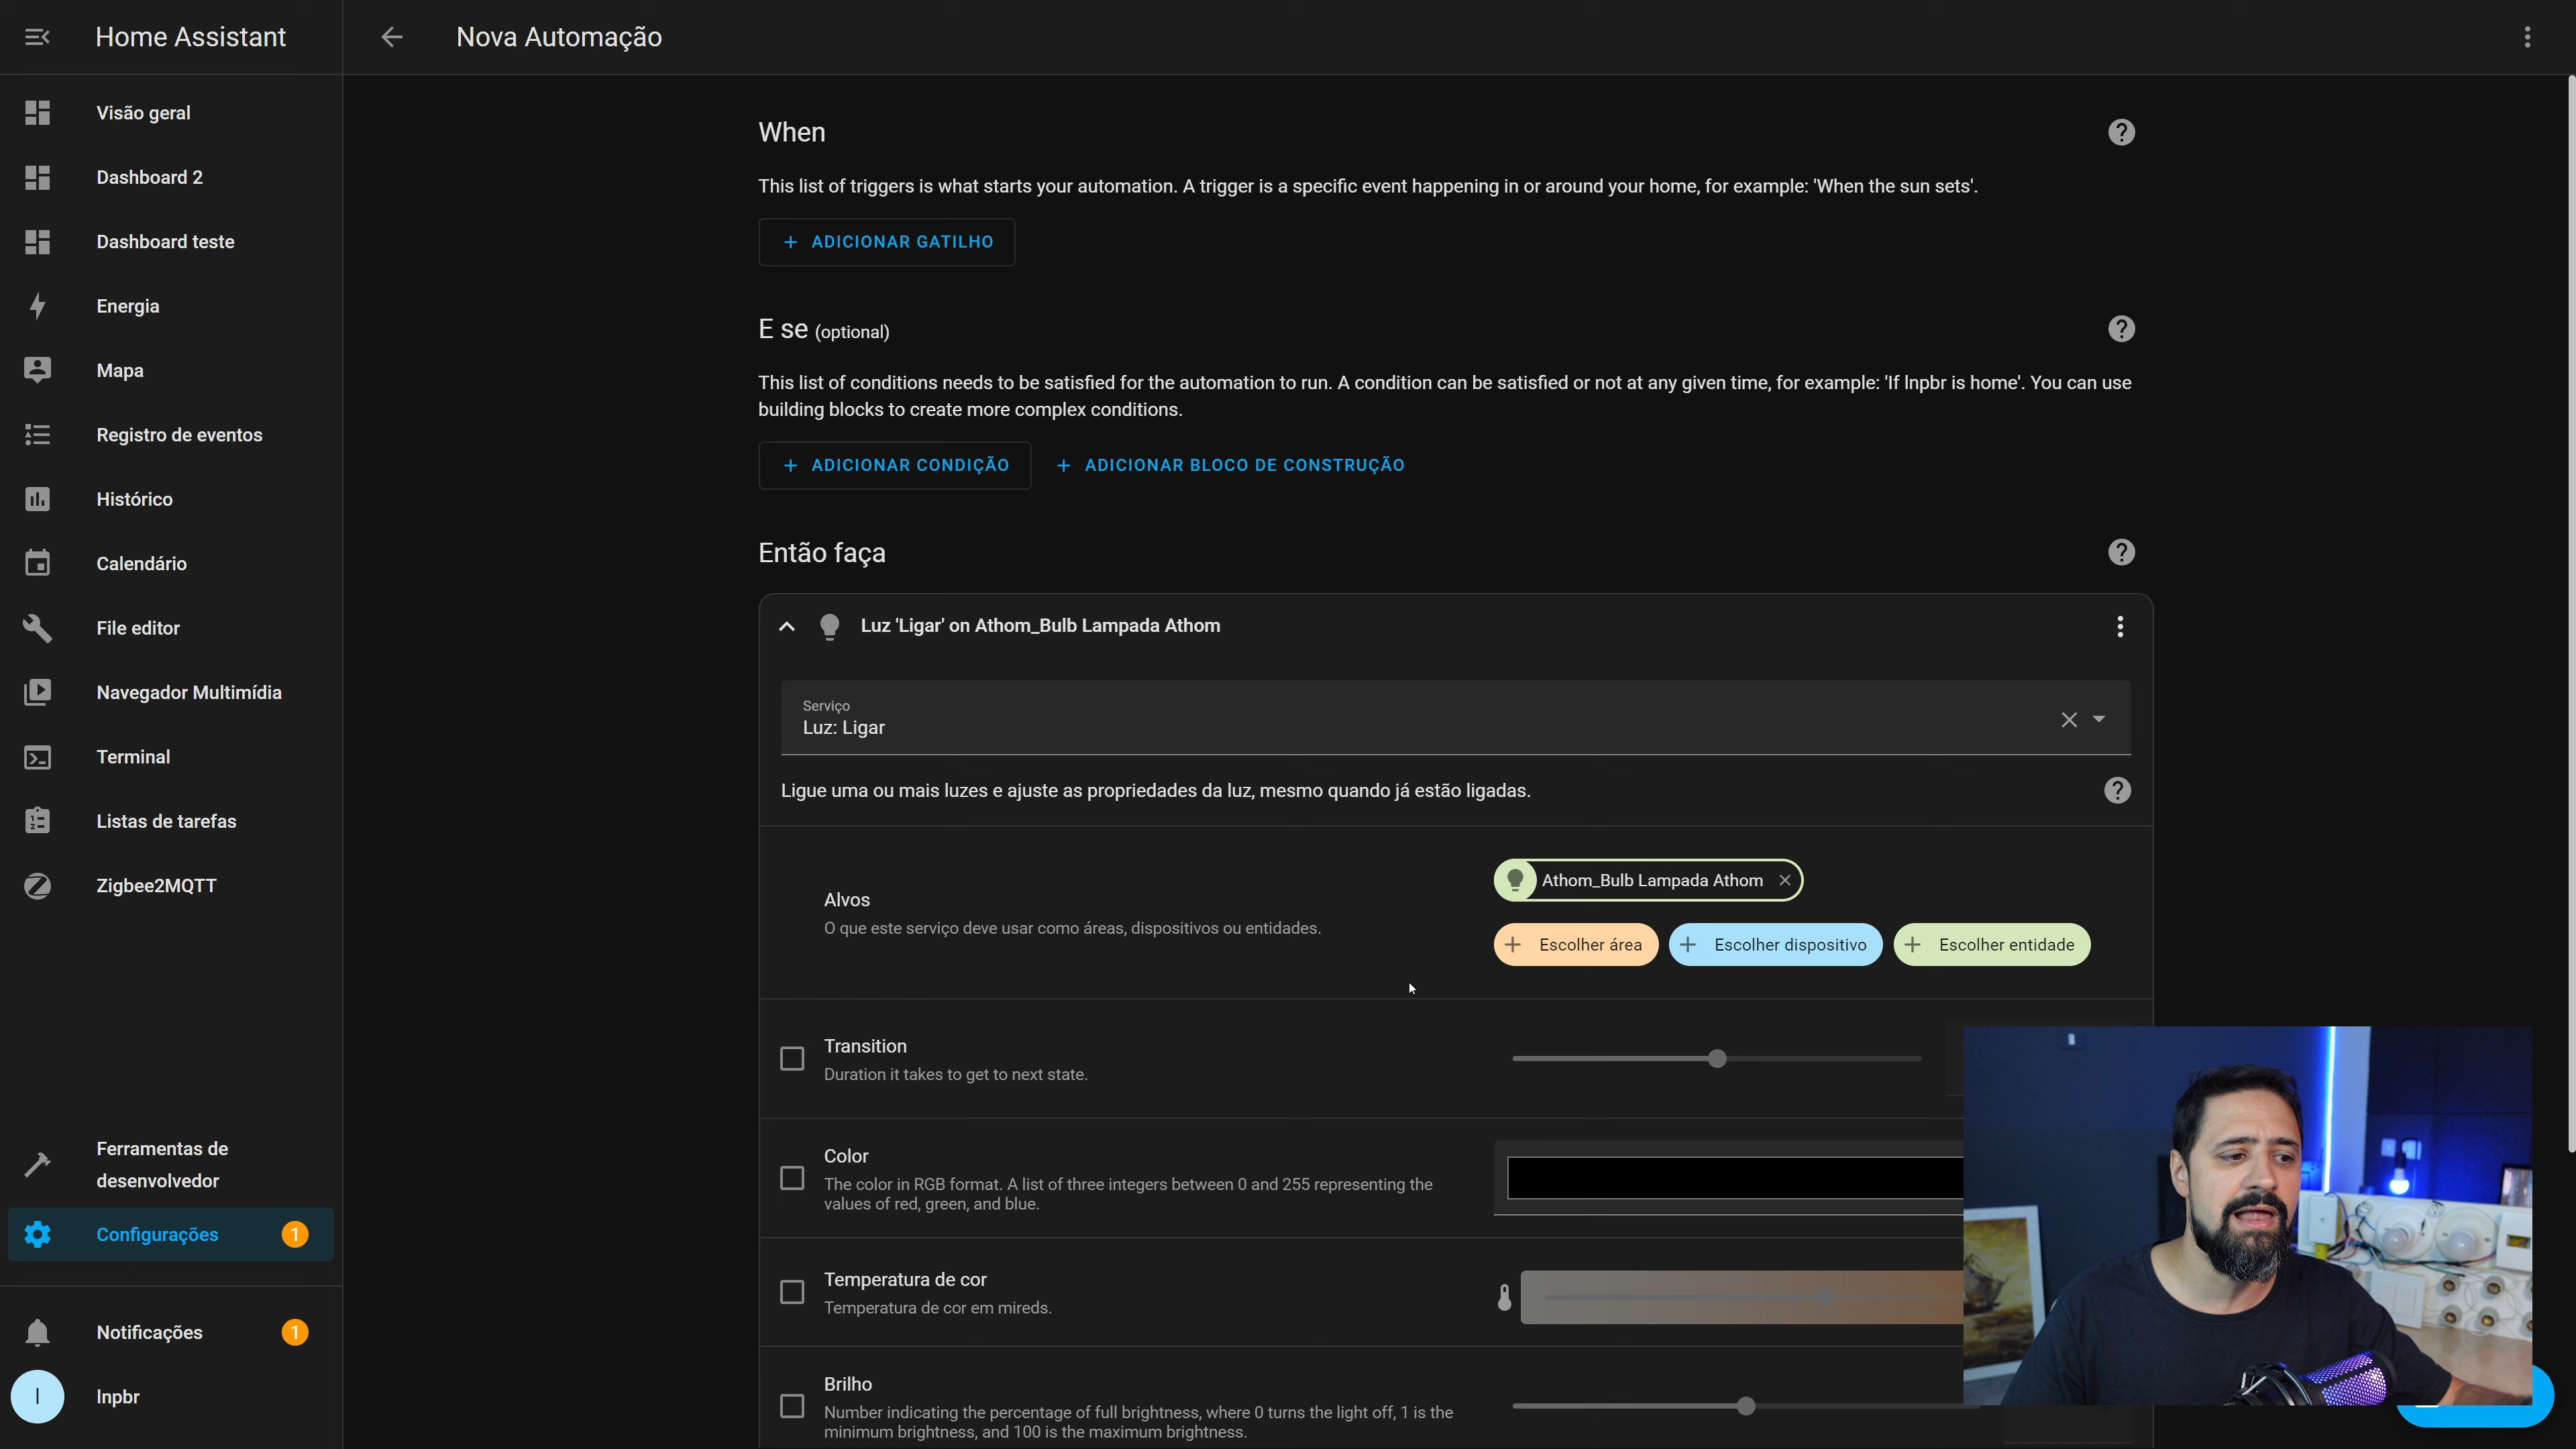 Home Assistant
Nova Automação
Visão geral
Dashboard 2
Dashboard teste
Energia
Mapa
Registro de eventos
Histórico
Calendário
File editor
Navegador Multimídia
Terminal
Listas de tarefas
Zigbee2MQTT
Ferramentas de
desenvolvedor
Configurações 1
Notificações 1
I Inpbr
When
This list of triggers is what starts your automation. A trigger is a specific event happening in or around your home, for example: 'When the sun sets'.
+ ADICIONAR GATILHO
E se (optional)
This list of conditions needs to be satisfied for the automation to run. A condition can be satisfied or not at any given time, for example: 'If Inpbr is home'. You can use
building blocks to create more complex conditions.
+ ADICIONAR CONDIÇÃO + ADICIONAR BLOCO DE CONSTRUÇÃO
Então faça
Luz 'Ligar' on Athom_Bulb Lampada Athom
Serviço
Luz: Ligar
Ligue uma ou mais luzes e ajuste as propriedades da luz, mesmo quando já estão ligadas.
Athom_Bulb Lampada Athom
Alvos
O que este serviço deve usar como áreas, dispositivos ou entidades.
+ Escolher área + Escolher dispositivo + Escolher entidade
Transition
Duration it takes to get to next state.
Color
The color in RGB format. A list of three integers between 0 and 255 representing the
values of red, green, and blue.
Temperatura de cor
Temperatura de cor em mireds.
Brilho
Number indicating the percentage of full brightness, where 0 turns the light off, 1 is the
minimum brightness, and 100 is the maximum brightness.